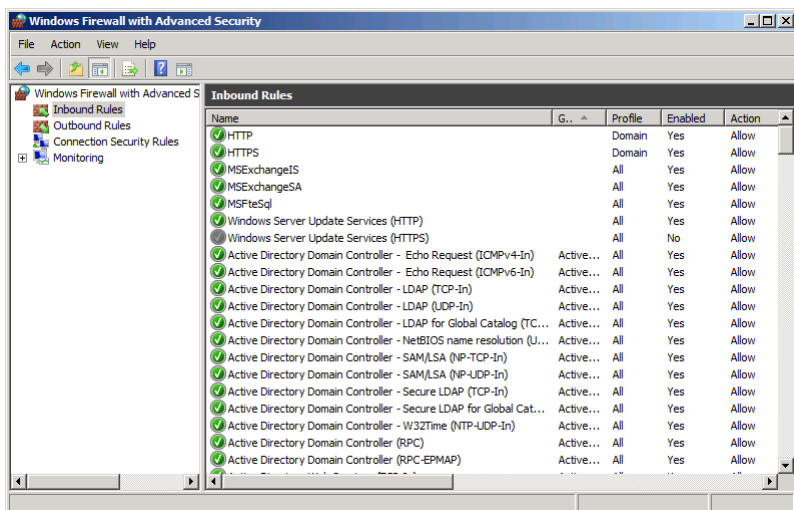 Windows Firewall with Advanced Security
File Action View Help
Windows Firewall with Advanced S
Inbound Rules
Outbound Rules
Connection Security Rules
Monitoring
Inbound Rules
Name G.. Profile Enabled Action
HTTP Domain Yes Allow
HTTPS Domain Yes Allow
MSExchangeIS All Yes Allow
MSExchangeSA All Yes Allow
MSFteSql All Yes Allow
Windows Server Update Services (HTTP) All Yes Allow
Windows Server Update Services (HTTPS) All No Allow
Active Directory Domain Controller - Echo Request (ICMPv4-In) Active... All Yes Allow
Active Directory Domain Controller - Echo Request (ICMPv6-In) Active... All Yes Allow
Active Directory Domain Controller - LDAP (TCP-In) Active... All Yes Allow
Active Directory Domain Controller - LDAP (UDP-In) Active... All Yes Allow
Active Directory Domain Controller - LDAP for Global Catalog (TC... Active... All Yes Allow
Active Directory Domain Controller - NetBIOS name resolution (U... Active... All Yes Allow
Active Directory Domain Controller - SAM/LSA (NP-TCP-In) Active... All Yes Allow
Active Directory Domain Controller - SAM/LSA (NP-UDP-In) Active... All Yes Allow
Active Directory Domain Controller - Secure LDAP (TCP-In) Active... All Yes Allow
Active Directory Domain Controller - Secure LDAP for Global Cat... Active... All Yes Allow
Active Directory Domain Controller - W32Time (NTP-UDP-In) Active... All Yes Allow
Active Directory Domain Controller (RPC) Active... All Yes Allow
Active Directory Domain Controller (RPC-EPMAP) Active... All Yes Allow